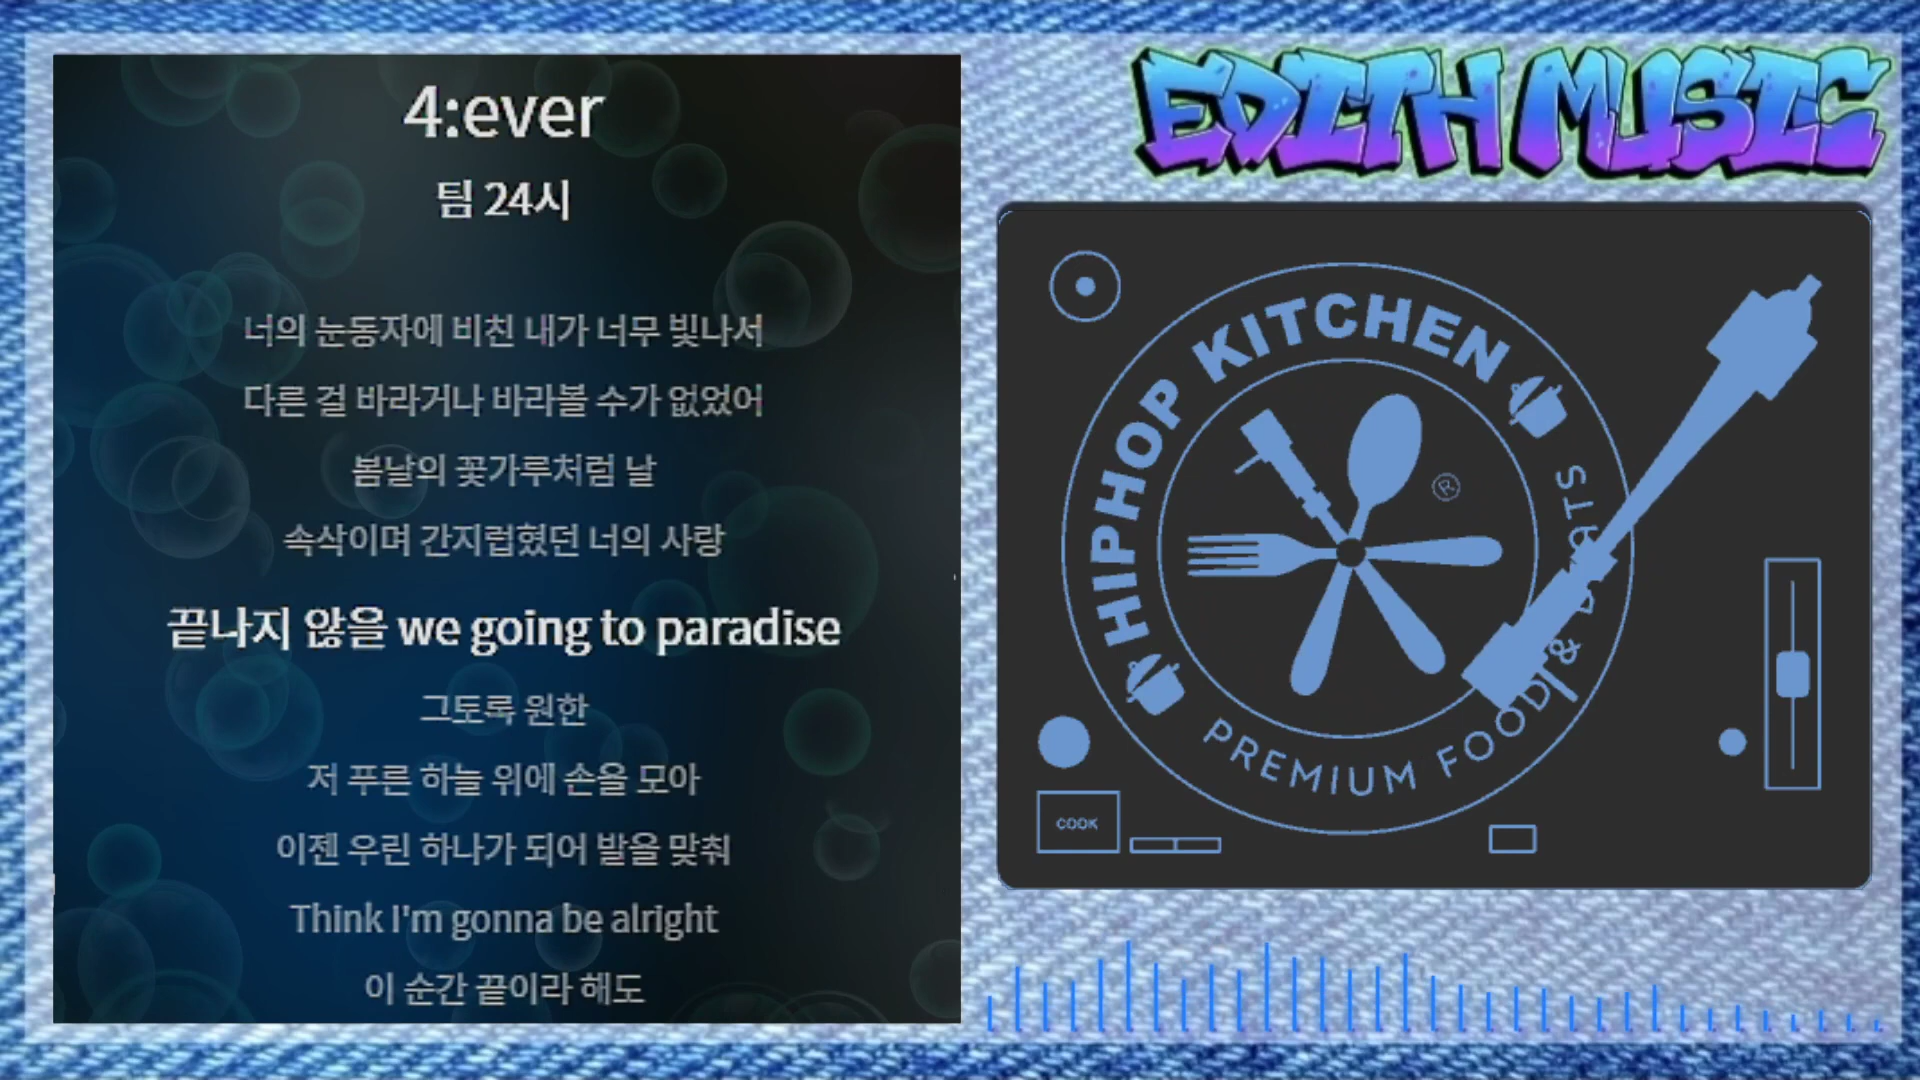 4:ever
팀 24시
너의 눈동자에 비친 내가 너무 빛나서
다른 걸 바라거나 바라볼 수가 없었어
봄날의 꽃가루처럼 날
속삭이며 간지럽혔던 너의 사랑
끝나지 않을 we going to paradise
그토록 원한
저 푸른 하늘 위에 손을 모아
이젠 우린 하나가 되어 발을 맞춰
Think I'm gonna be alright
이 순간 끝이라 해도
EDITH MUSIC
HIPHOP KITCHEN
®
PREMIUM FOOD & BEATS
COOK